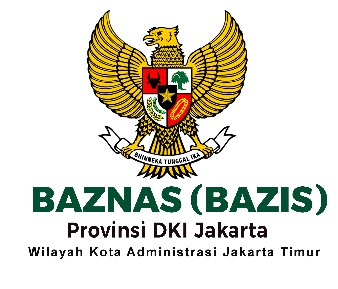 BHINNEKA TUNGGAL IKA
BAZNAS (BAZIS)
Provinsi DKI Jakarta
Wilayah Kota Administrasi Jakarta Timur